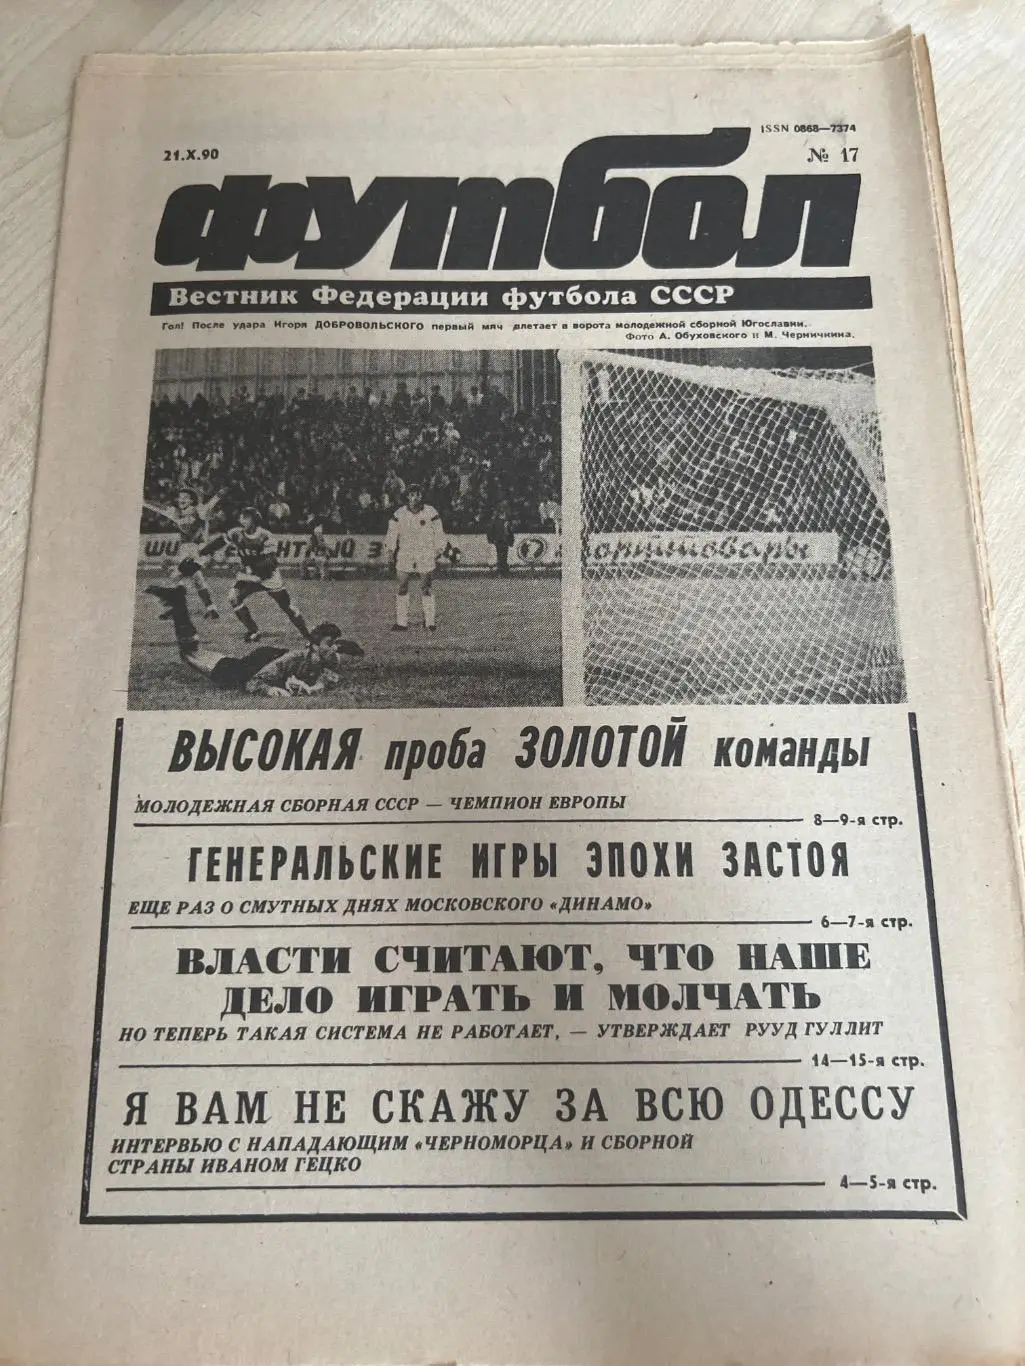 ISSN 0868—7374
21.X.90
№ 17
футбол
Вестник Федерации футбола СССР
Гол! После удара Игоря ДОБРОВОЛЬСКОГО первый мяч влетает в ворота молодежной сборной Югославии.
Фото А. Обуховского и М. Черничкина.
ВЫСОКАЯ проба ЗОЛОТОЙ команды
МОЛОДЕЖНАЯ СБОРНАЯ СССР — ЧЕМПИОН ЕВРОПЫ
8—9-я стр.
ГЕНЕРАЛЬСКИЕ ИГРЫ ЭПОХИ ЗАСТОЯ
ЕЩЕ РАЗ О СМУТНЫХ ДНЯХ МОСКОВСКОГО «ДИНАМО»
6—7-я стр.
ВЛАСТИ СЧИТАЮТ, ЧТО НАШЕ
ДЕЛО ИГРАТЬ И МОЛЧАТЬ
НО ТЕПЕРЬ ТАКАЯ СИСТЕМА НЕ РАБОТАЕТ, — УТВЕРЖДАЕТ РУУД ГУЛЛИТ
14—15-я стр.
Я ВАМ НЕ СКАЖУ ЗА ВСЮ ОДЕССУ
ИНТЕРВЬЮ С НАПАДАЮЩИМ «ЧЕРНОМОРЦА» И СБОРНОЙ
СТРАНЫ ИВАНОМ ГЕЦКО
4—5-я стр.